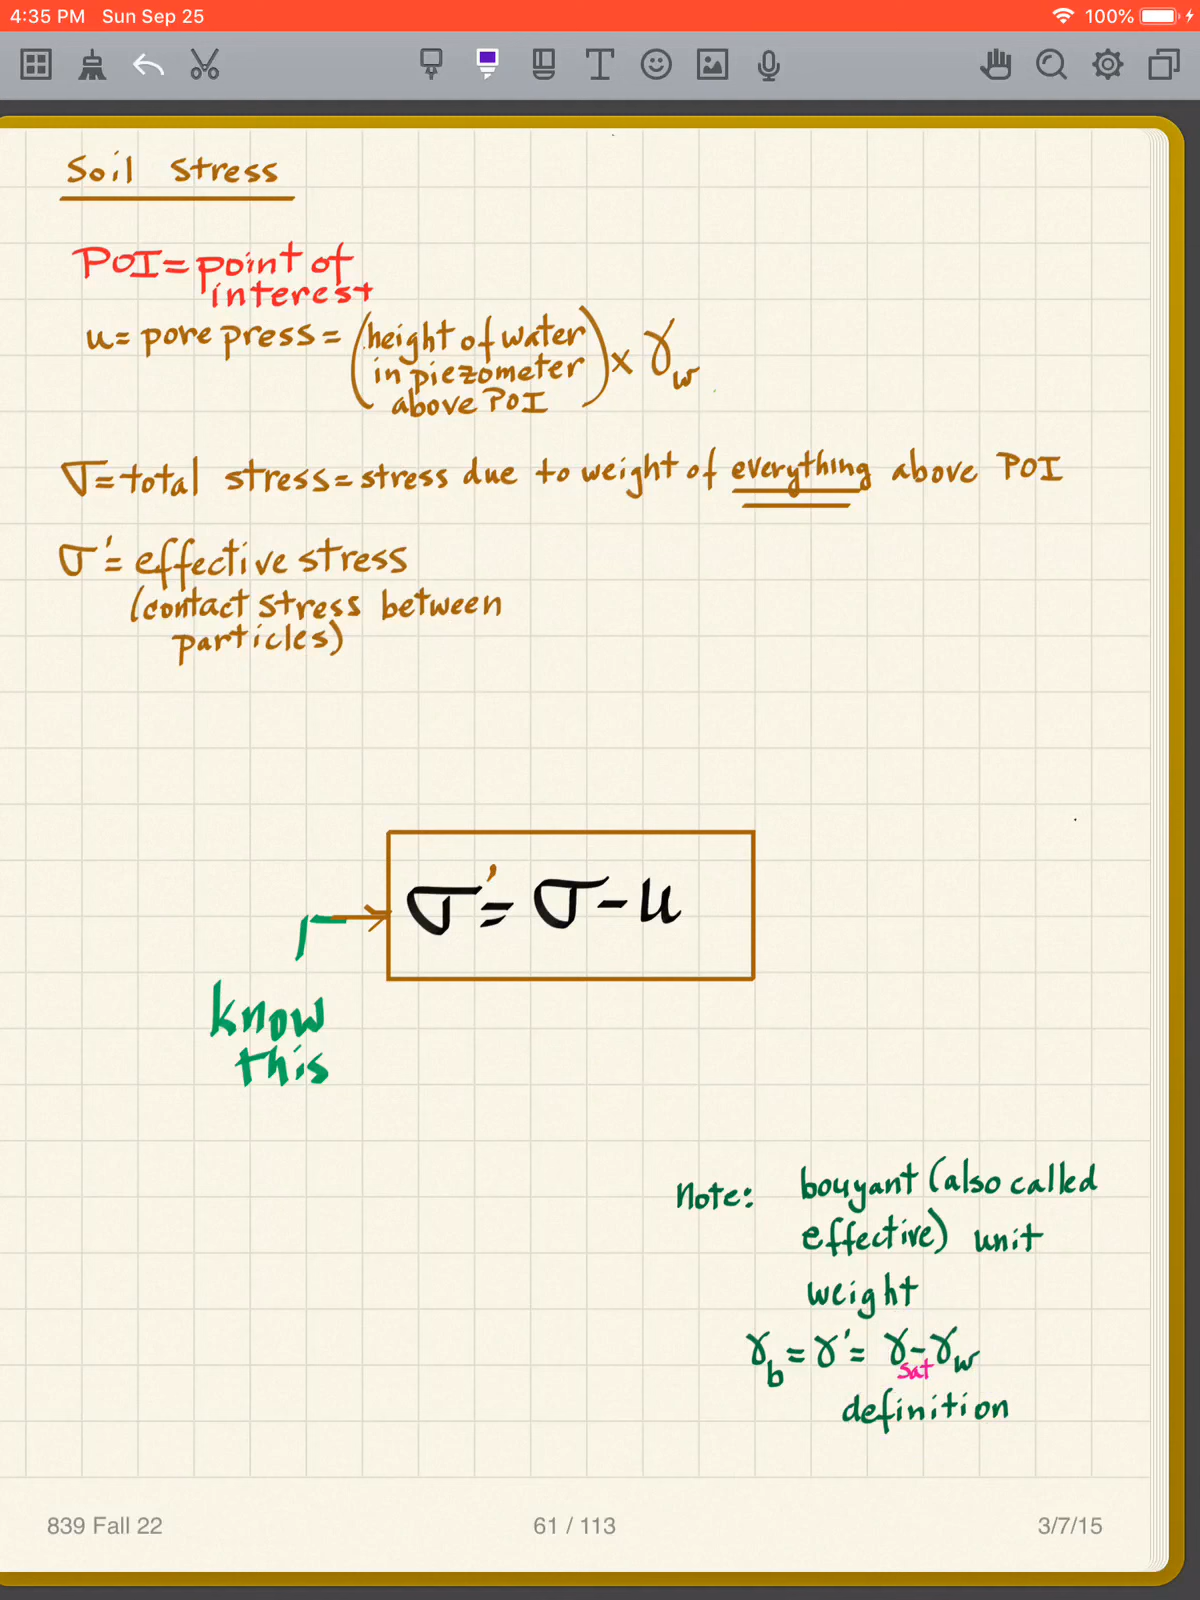 4:35 PM Sun Sep 25
100%
Soil stress
POI = point of
interest
u = pore press = (height of water
in piezometer
above POI) × γw
σ = total stress = stress due to weight of everything above POI
σ' = effective stress
(contact stress between
particles)
σ' = σ - u
know
this
Note: bouyant (also called
effective) unit
weight
γb = γ' = γsat - γw
definition
839 Fall 22
61 / 113
3/7/15